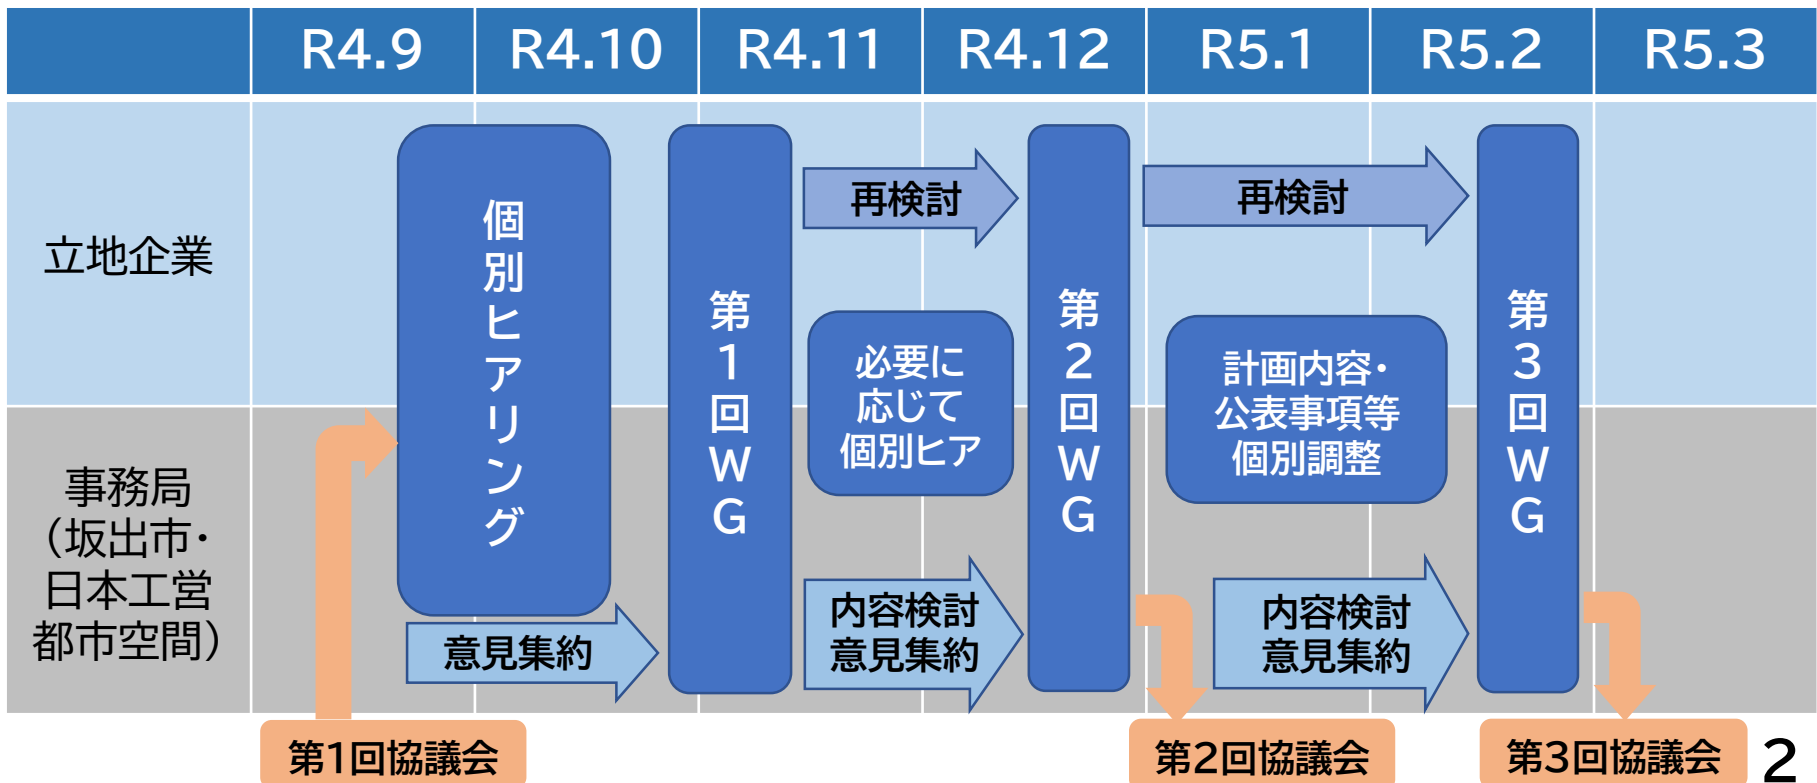 R4.9
R4.10
R4.11
R4.12
R5.1
R5.2
R5.3
立地企業
個別ヒアリング
第1回WG
再検討
必要に
応じて
個別ヒア
第2回WG
再検討
計画内容・
公表事項等
個別調整
第3回WG
事務局
（坂出市・
日本工営
都市空間）
意見集約
内容検討
意見集約
内容検討
意見集約
第1回協議会
第2回協議会
第3回協議会
2